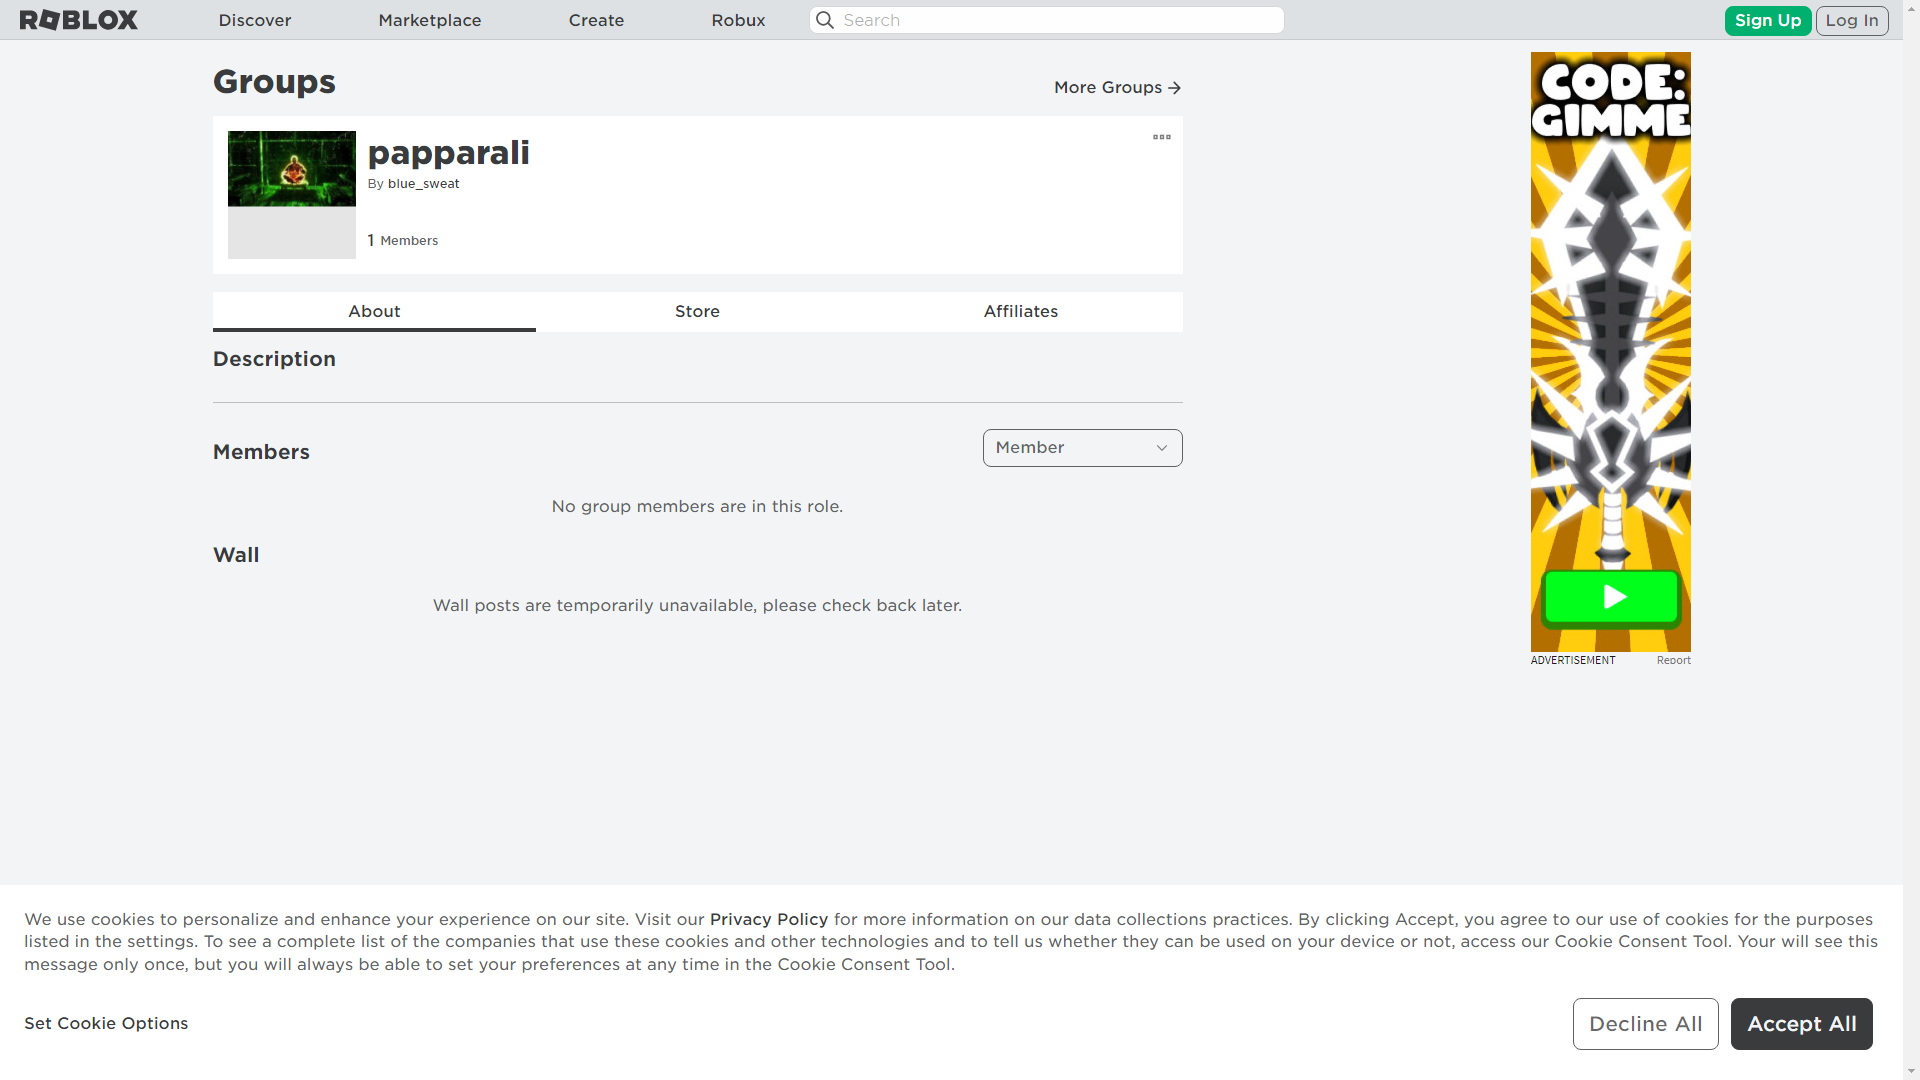 ROBLOX
Discover
Marketplace
Create
Robux
Search
Sign Up
Log In
Groups
More Groups
papparali
By blue_sweat
1 Members
About
Store
Affiliates
Description
Members
Member
No group members are in this role.
Wall
Wall posts are temporarily unavailable, please check back later.
CODE:
GIMME
ADVERTISEMENT
Report
We use cookies to personalize and enhance your experience on our site. Visit our Privacy Policy for more information on our data collections practices. By clicking Accept, you agree to our use of cookies for the purposes
listed in the settings. To see a complete list of the companies that use these cookies and other technologies and to tell us whether they can be used on your device or not, access our Cookie Consent Tool. Your will see this
message only once, but you will always be able to set your preferences at any time in the Cookie Consent Tool.
Set Cookie Options
Decline All
Accept All